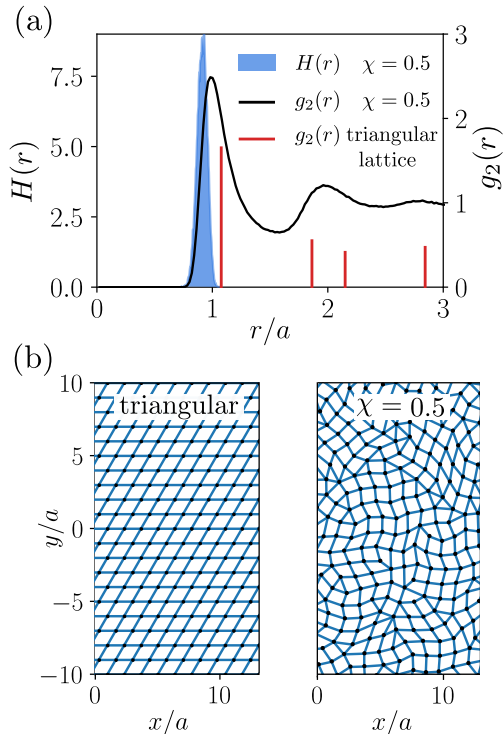 (a)
H(r) χ = 0.5
g₂(r) χ = 0.5
g₂(r) triangular
lattice
7.5
5.0
2.5
0.0
H(r)
3
2
1
0
g₂(r)
0 1 2 3
r/a
(b)
triangular
χ = 0.5
10
5
0
−5
−10
y/a
0 10
x/a
0 10
x/a